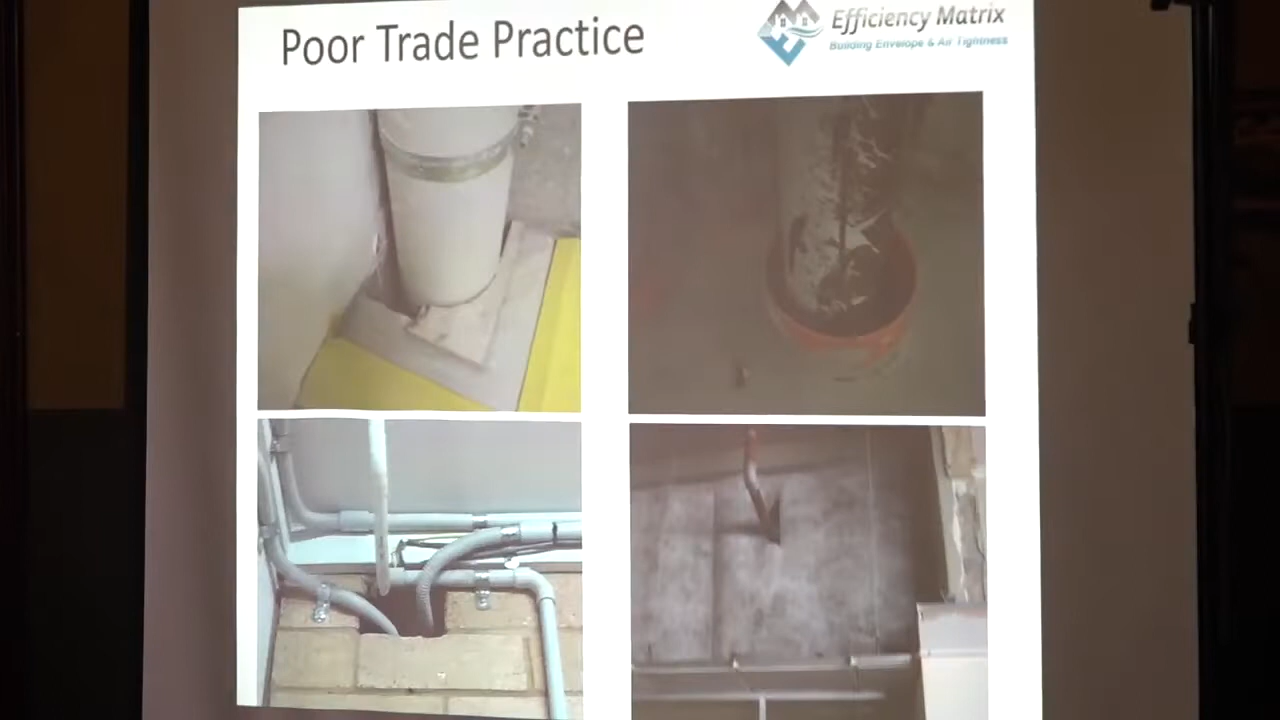 Poor Trade Practice
Efficiency Matrix
Building Envelope & Air Tightness